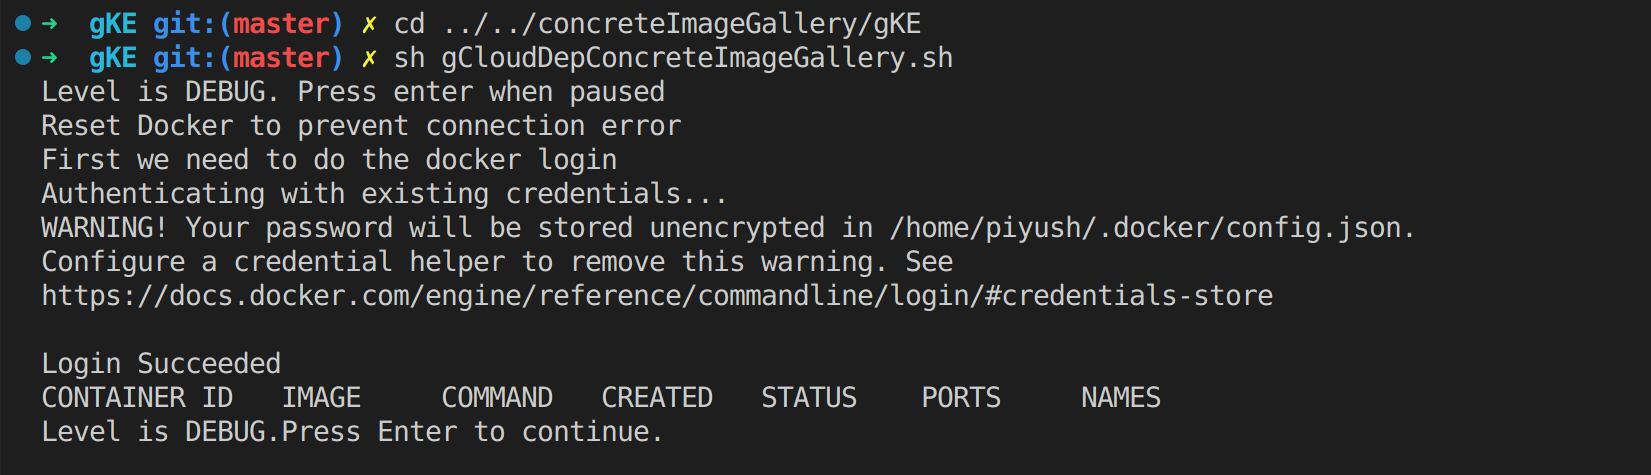 ➜ gKE git:(master) ✗ cd ../../concreteImageGallery/gKE
➜ gKE git:(master) ✗ sh gCloudDepConcreteImageGallery.sh
Level is DEBUG. Press enter when paused
Reset Docker to prevent connection error
First we need to do the docker login
Authenticating with existing credentials...
WARNING! Your password will be stored unencrypted in /home/piyush/.docker/config.json.
Configure a credential helper to remove this warning. See
https://docs.docker.com/engine/reference/commandline/login/#credentials-store
Login Succeeded
CONTAINER ID   IMAGE     COMMAND   CREATED   STATUS    PORTS     NAMES
Level is DEBUG.Press Enter to continue.